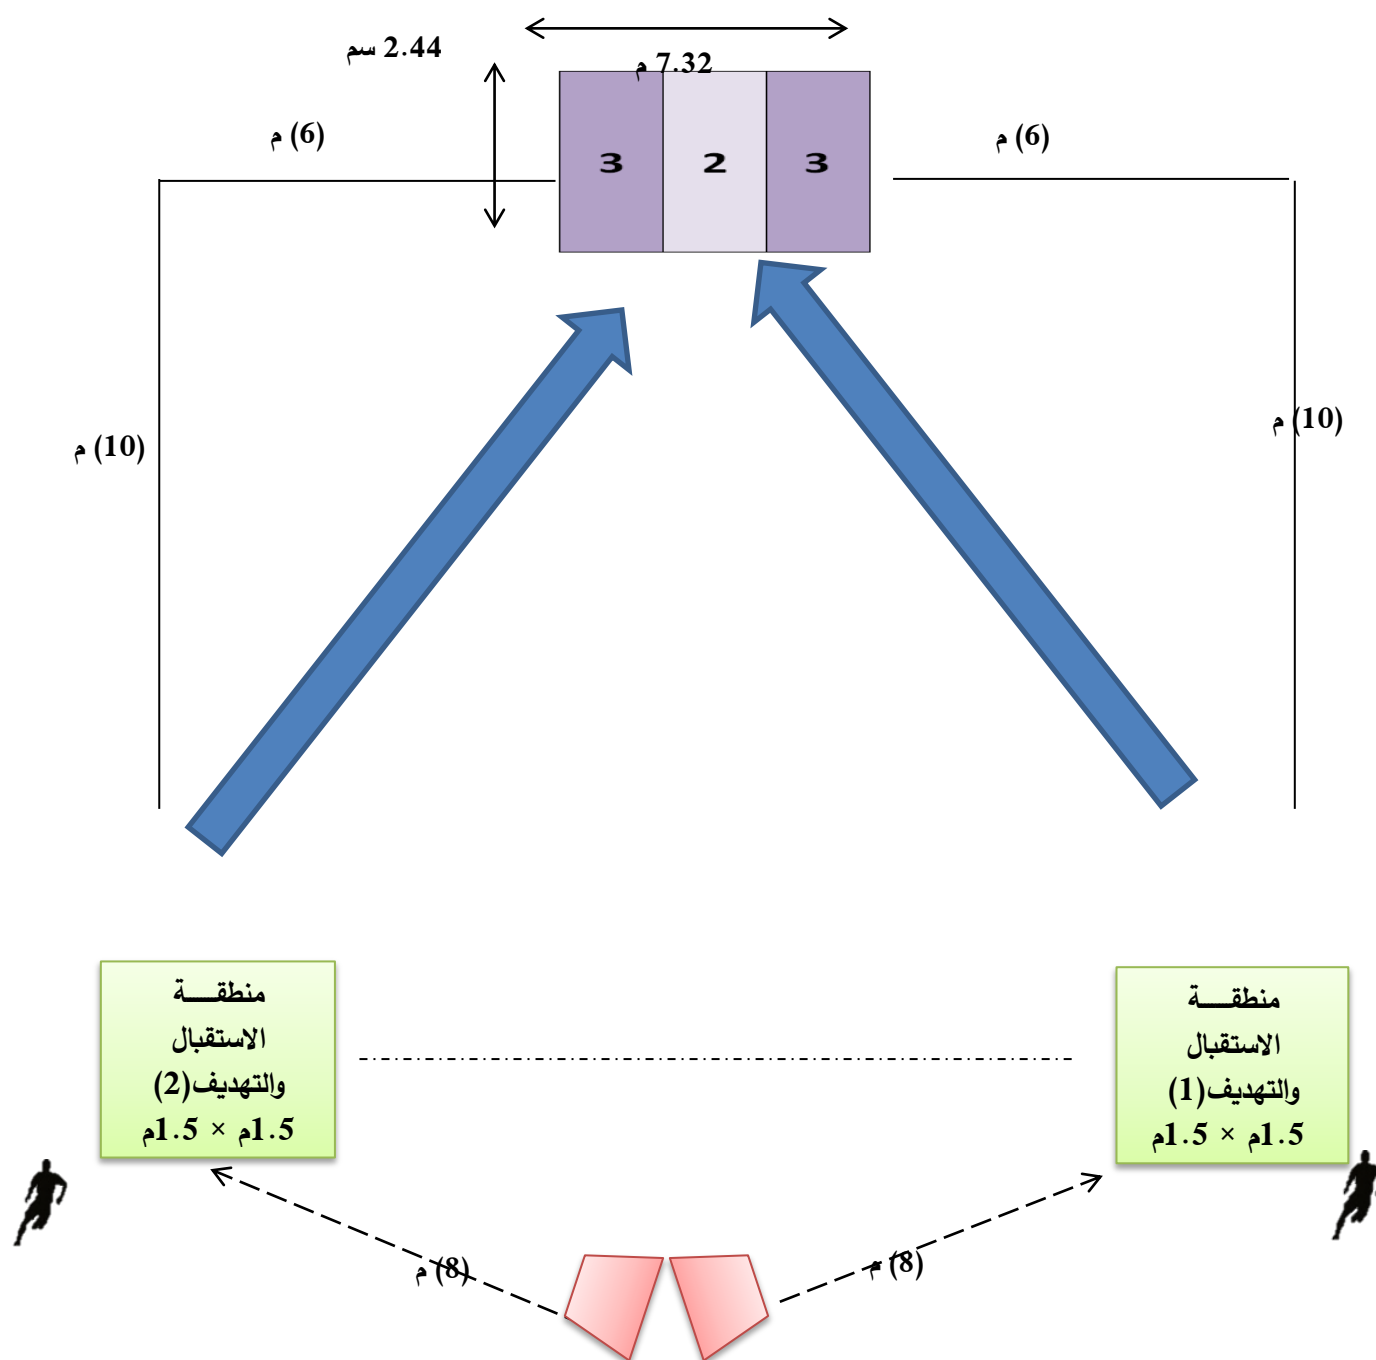 2.44 سم
7.32 م
(6) م
(6) م
3
2
3
(10) م
(10) م
منطقـــة
الاستقبال
والتهديف(2)
1.5م × 1.5م
منطقـــة
الاستقبال
والتهديف(1)
1.5م × 1.5م
(8) م
(8) م